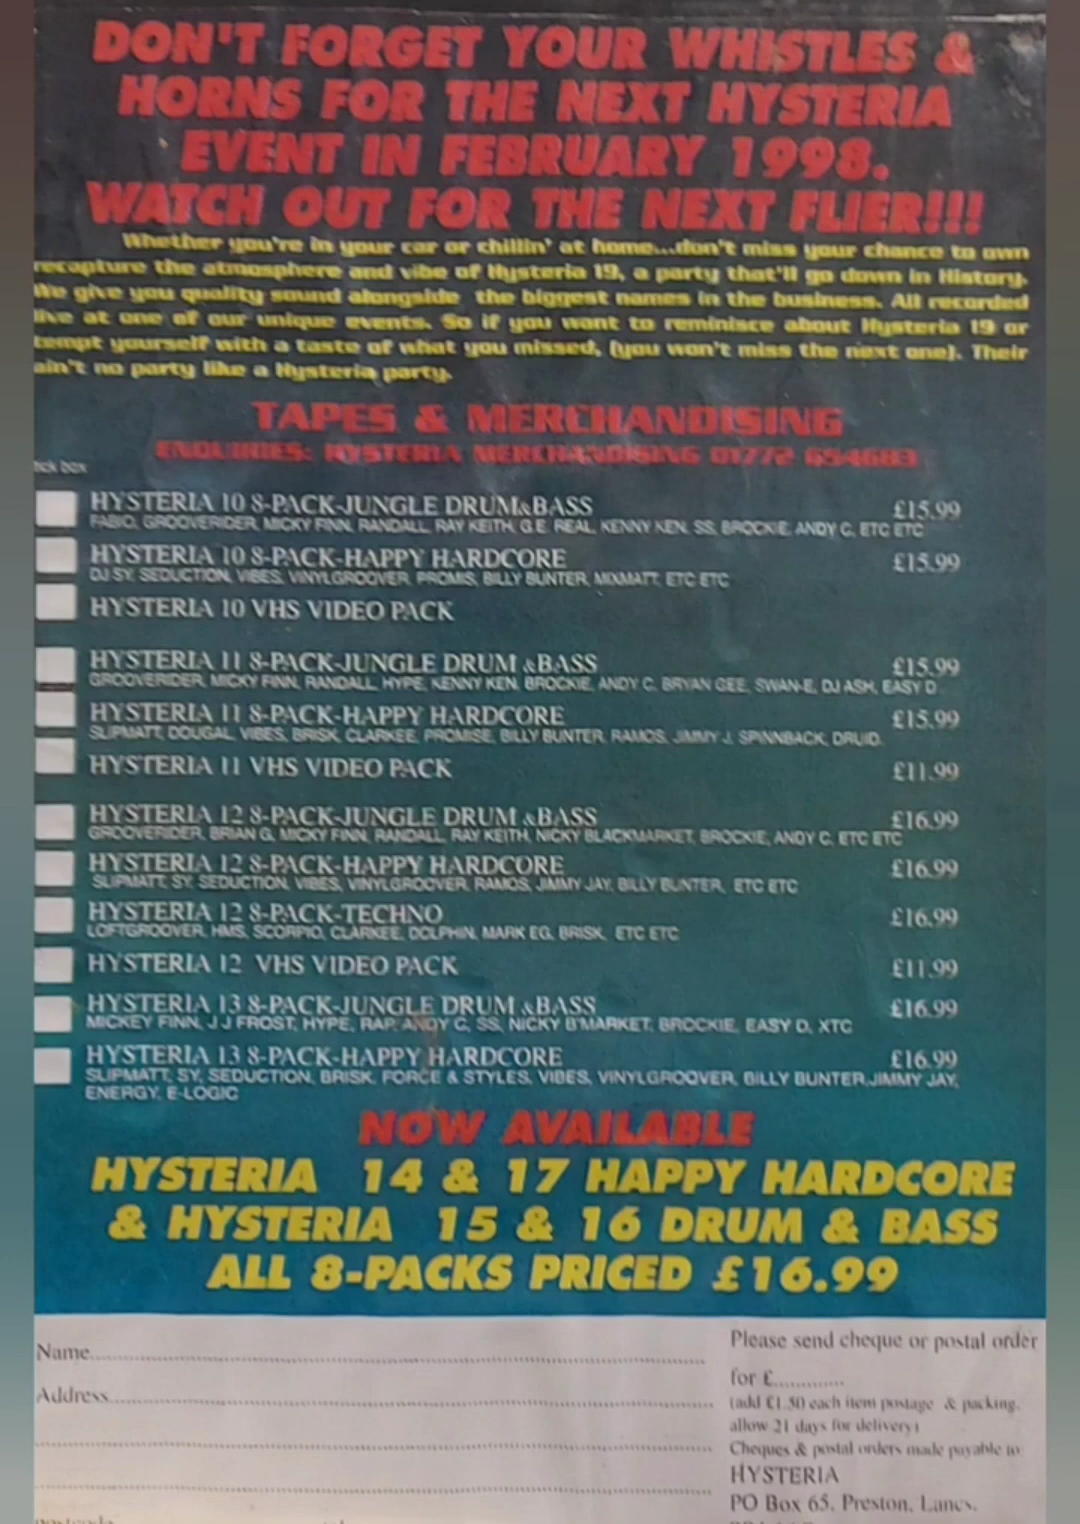 DON'T FORGET YOUR WHISTLES &
HORNS FOR THE NEXT HYSTERIA
EVENT IN FEBRUARY 1998.
WATCH OUT FOR THE NEXT FLIER!!!
Whether you're in your car or chillin' at home...don't miss your chance to own
recapture the atmosphere and vibe of Hysteria 19, a party that'll go down in History.
We give you quality sound alongside the biggest names in the business. All recorded
live at one of our unique events. So if you want to reminisce about Hysteria 19 or
tempt yourself with a taste of what you missed, (you won't miss the next one). Their
ain't no party like a Hysteria party.
TAPES & MERCHANDISING
ENQUIRIES: HYSTERIA MERCHANDISING 01772 654683
tick box
HYSTERIA 10 8-PACK-JUNGLE DRUM&BASS £15.99
FABIO, GROOVERIDER, MICKY FINN, RANDALL, RAY KEITH, G.E. REAL, KENNY KEN, SS, BROCKIE, ANDY C, ETC ETC
HYSTERIA 10 8-PACK-HAPPY HARDCORE £15.99
DJ SY, SEDUCTION, VIBES, VINYLGROOVER, PROMIS, BILLY BUNTER, MIXMATT, ETC ETC
HYSTERIA 10 VHS VIDEO PACK
HYSTERIA 11 8-PACK-JUNGLE DRUM &BASS £15.99
GROOVERIDER, MICKY FINN, RANDALL, HYPE, KENNY KEN, BROCKIE, ANDY C, BRYAN GEE, SWAN-E, DJ ASH, EASY D
HYSTERIA 11 8-PACK-HAPPY HARDCORE £15.99
SLIPMATT, DOUGAL, VIBES, BRISK, CLARKEE, PROMISE, BILLY BUNTER, RAMOS, JIMMY J, SPINNBACK, DRUID.
HYSTERIA 11 VHS VIDEO PACK £11.99
HYSTERIA 12 8-PACK-JUNGLE DRUM &BASS £16.99
GROOVERIDER, BRIAN G, MICKY FINN, RANDALL, RAY KEITH, NICKY BLACKMARKET, BROCKIE, ANDY C, ETC ETC
HYSTERIA 12 8-PACK-HAPPY HARDCORE £16.99
SLIPMATT, SY, SEDUCTION, VIBES, VINYLGROOVER, RAMOS, JIMMY JAY, BILLY BUNTER, ETC ETC
HYSTERIA 12 8-PACK-TECHNO £16.99
LOFTGROOVER, HMS, SCORPIO, CLARKEE, DOLPHIN, MARK EG, BRISK, ETC ETC
HYSTERIA 12 VHS VIDEO PACK £11.99
HYSTERIA 13 8-PACK-JUNGLE DRUM &BASS £16.99
MICKEY FINN, J J FROST, HYPE, RAP, ANDY C, SS, NICKY B'MARKET, BROCKIE, EASY D, XTC
HYSTERIA 13 8-PACK-HAPPY HARDCORE £16.99
SLIPMATT, SY, SEDUCTION, BRISK, FORCE & STYLES, VIBES, VINYLGROOVER, BILLY BUNTER,JIMMY JAY,
ENERGY, E-LOGIC
NOW AVAILABLE
HYSTERIA 14 & 17 HAPPY HARDCORE
& HYSTERIA 15 & 16 DRUM & BASS
ALL 8-PACKS PRICED £16.99
Name
Address
Please send cheque or postal order
for £............
(add £1.50 each item postage & packing,
allow 21 days for delivery)
Cheques & postal orders made payable to
HYSTERIA
PO Box 65, Preston, Lancs,